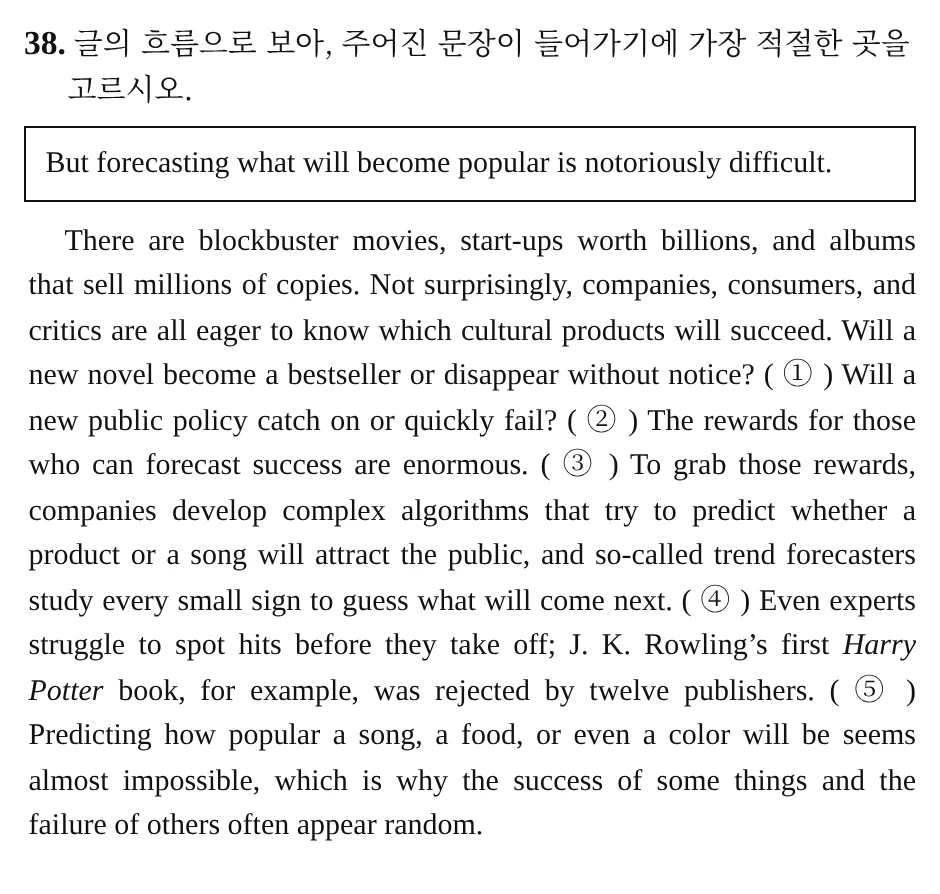 38. 글의 흐름으로 보아, 주어진 문장이 들어가기에 가장 적절한 곳을
고르시오.
But forecasting what will become popular is notoriously difficult.
There are blockbuster movies, start-ups worth billions, and albums
that sell millions of copies. Not surprisingly, companies, consumers, and
critics are all eager to know which cultural products will succeed. Will a
new novel become a bestseller or disappear without notice? ( ① ) Will a
new public policy catch on or quickly fail? ( ② ) The rewards for those
who can forecast success are enormous. ( ③ ) To grab those rewards,
companies develop complex algorithms that try to predict whether a
product or a song will attract the public, and so-called trend forecasters
study every small sign to guess what will come next. ( ④ ) Even experts
struggle to spot hits before they take off; J. K. Rowling’s first Harry
Potter book, for example, was rejected by twelve publishers. ( ⑤ )
Predicting how popular a song, a food, or even a color will be seems
almost impossible, which is why the success of some things and the
failure of others often appear random.